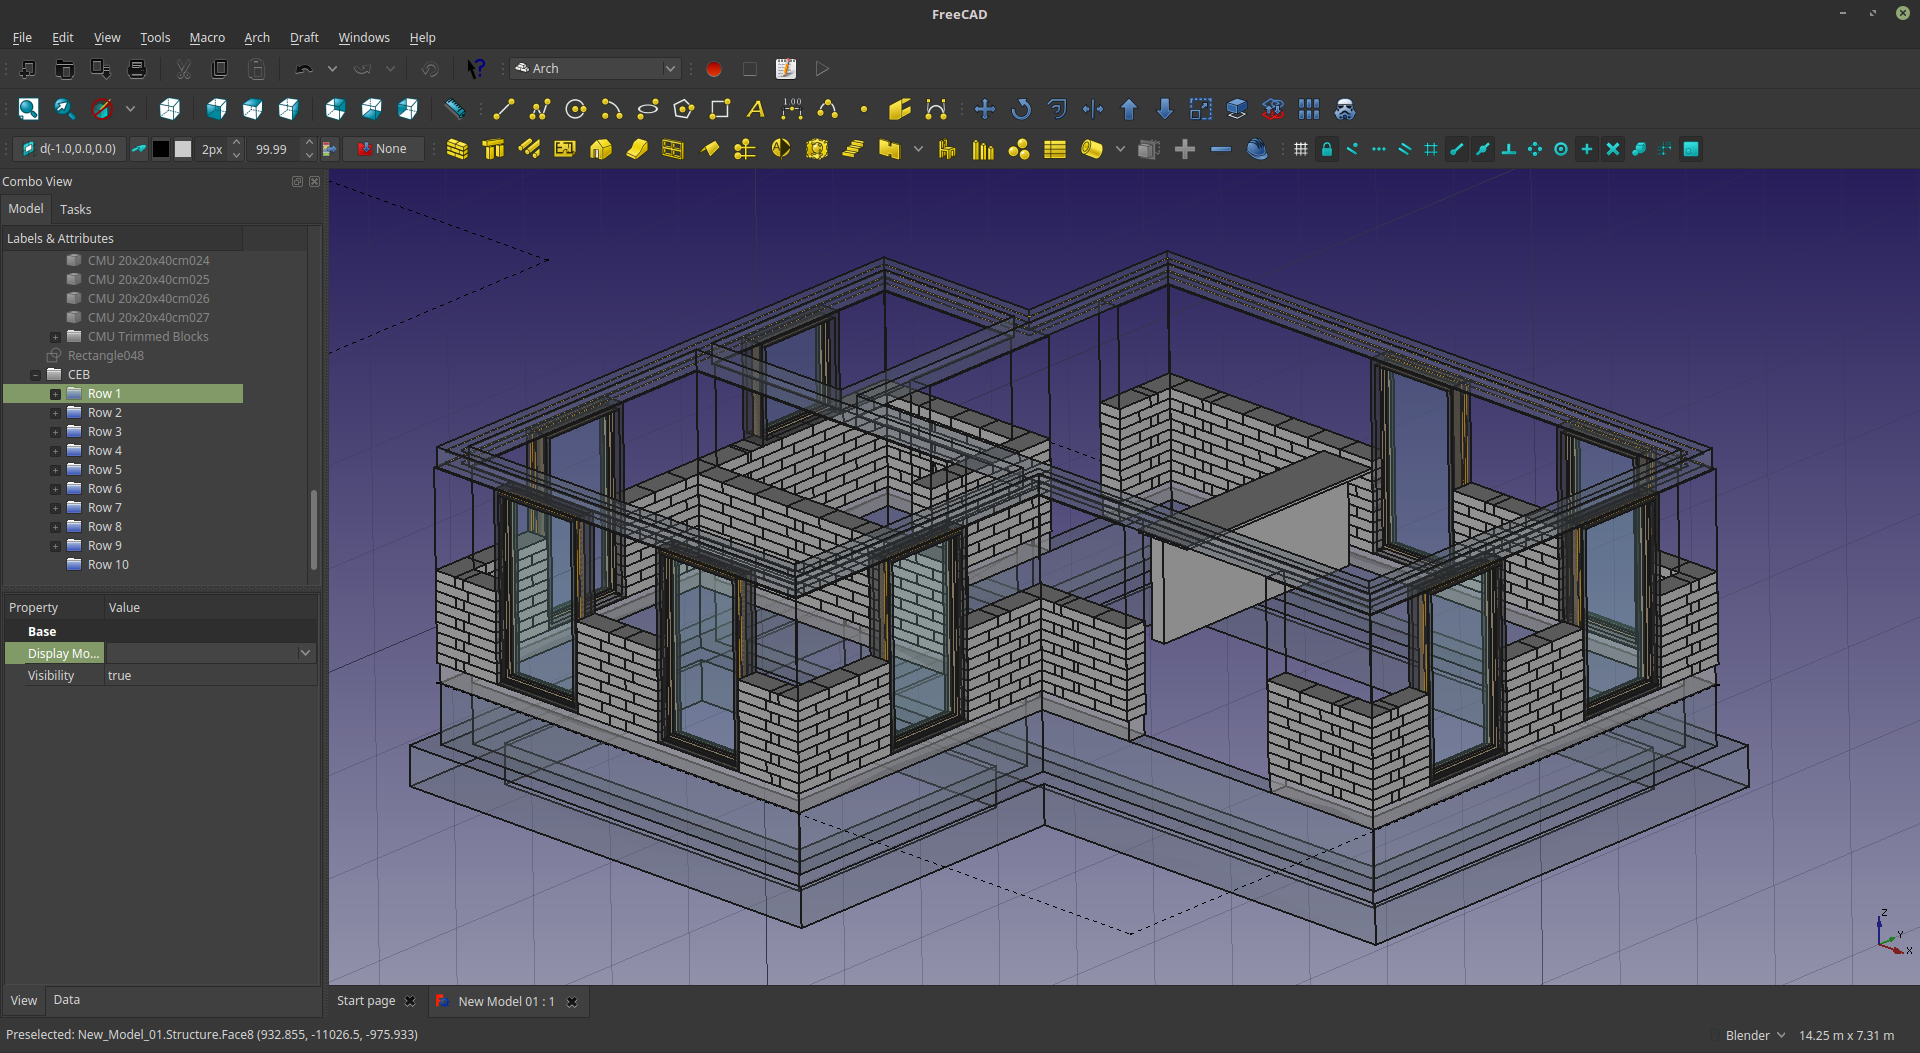 FreeCAD
File Edit View Tools Macro Arch Draft Windows Help
Arch
A 1.00
d(-1.0,0.0,0.0) 2px 99.99 None
Combo View
Model Tasks
Labels & Attributes
CMU 20x20x40cm024
CMU 20x20x40cm025
CMU 20x20x40cm026
CMU 20x20x40cm027
CMU Trimmed Blocks
Rectangle048
CEB
Row 1
Row 2
Row 3
Row 4
Row 5
Row 6
Row 7
Row 8
Row 9
Row 10
Property Value
Base
Display Mo...
Visibility true
Z
Y
X
View Data
Start page New Model 01 : 1
Preselected: New_Model_01.Structure.Face8 (932.855, -11026.5, -975.933)
Blender 14.25 m x 7.31 m